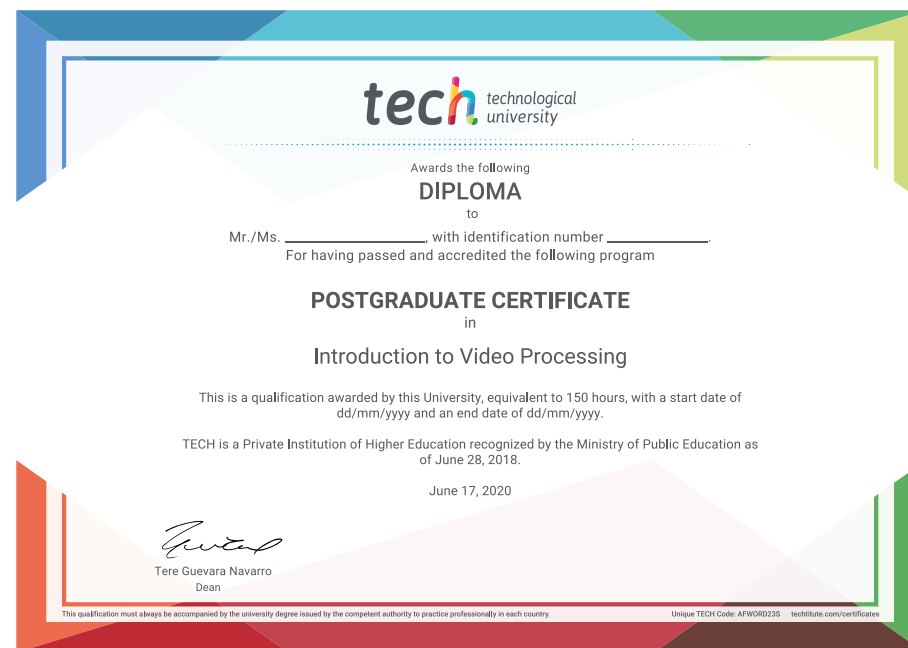 tech technological
university
Awards the following
DIPLOMA
to
Mr./Ms. ____________________, with identification number ______________.
For having passed and accredited the following program
POSTGRADUATE CERTIFICATE
in
Introduction to Video Processing
This is a qualification awarded by this University, equivalent to 150 hours, with a start date of
dd/mm/yyyy and an end date of dd/mm/yyyy.
TECH is a Private Institution of Higher Education recognized by the Ministry of Public Education as
of June 28, 2018.
June 17, 2020
Tere Guevara Navarro
Dean
This qualification must always be accompanied by the university degree issued by the competent authority to practice professionally in each country.
Unique TECH Code: AFWORD23S techtitute.com/certificates